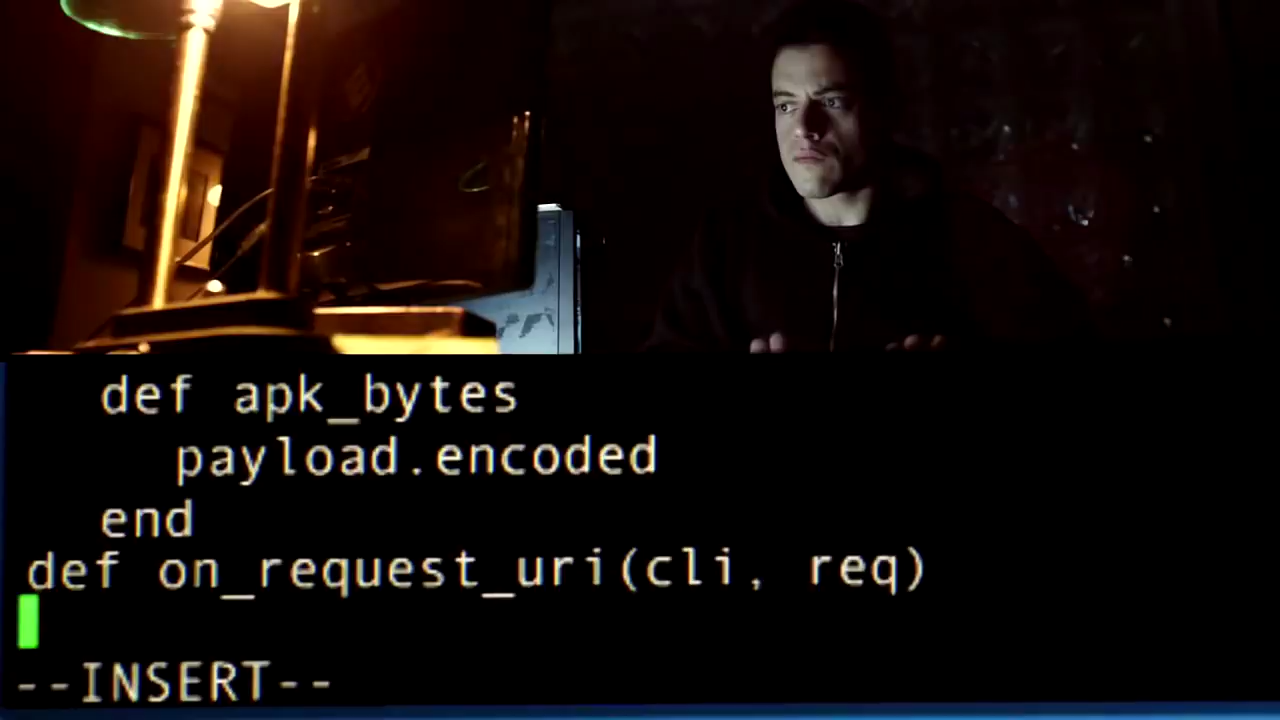 def apk_bytes
payload.encoded
end
def on_request_uri(cli, req)
--INSERT--